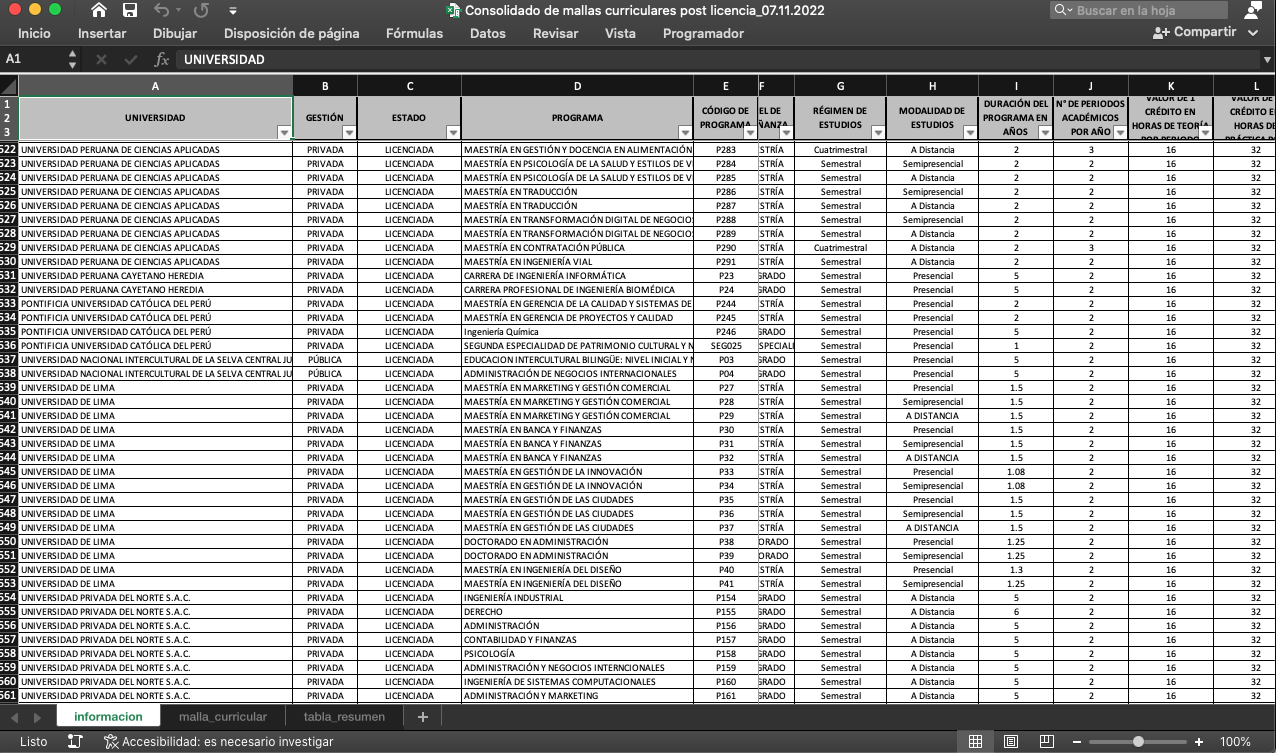 Consolidado de mallas curriculares post licencia_07.11.2022
Buscar en la hoja
Inicio Insertar Dibujar Disposición de página Fórmulas Datos Revisar Vista Programador Compartir
A1 fx UNIVERSIDAD
A B C D E F G H I J K L
1 2 3 UNIVERSIDAD GESTIÓN ESTADO PROGRAMA CÓDIGO DE PROGRAMA EL DE ÑANZA RÉGIMEN DE ESTUDIOS MODALIDAD DE ESTUDIOS DURACIÓN DEL PROGRAMA EN AÑOS N° DE PERIODOS ACADÉMICOS POR AÑO VALOR DE 1 CRÉDITO EN HORAS DE TEORÍA POR PERIODO VALOR DE CRÉDITO E HORAS DE
522 UNIVERSIDAD PERUANA DE CIENCIAS APLICADAS PRIVADA LICENCIADA MAESTRÍA EN GESTIÓN Y DOCENCIA EN ALIMENTACIÓN P283 STRÍA Cuatrimestral A Distancia 2 3 16 32
523 UNIVERSIDAD PERUANA DE CIENCIAS APLICADAS PRIVADA LICENCIADA MAESTRÍA EN PSICOLOGÍA DE LA SALUD Y ESTILOS DE V P284 STRÍA Semestral Semipresencial 2 2 16 32
524 UNIVERSIDAD PERUANA DE CIENCIAS APLICADAS PRIVADA LICENCIADA MAESTRÍA EN PSICOLOGÍA DE LA SALUD Y ESTILOS DE V P285 STRÍA Semestral A Distancia 2 2 16 32
525 UNIVERSIDAD PERUANA DE CIENCIAS APLICADAS PRIVADA LICENCIADA MAESTRÍA EN TRADUCCIÓN P286 STRÍA Semestral Semipresencial 2 2 16 32
526 UNIVERSIDAD PERUANA DE CIENCIAS APLICADAS PRIVADA LICENCIADA MAESTRÍA EN TRADUCCIÓN P287 STRÍA Semestral A Distancia 2 2 16 32
527 UNIVERSIDAD PERUANA DE CIENCIAS APLICADAS PRIVADA LICENCIADA MAESTRÍA EN TRANSFORMACIÓN DIGITAL DE NEGOCIOS P288 STRÍA Semestral Semipresencial 2 2 16 32
528 UNIVERSIDAD PERUANA DE CIENCIAS APLICADAS PRIVADA LICENCIADA MAESTRÍA EN TRANSFORMACIÓN DIGITAL DE NEGOCIOS P289 STRÍA Semestral A Distancia 2 2 16 32
529 UNIVERSIDAD PERUANA DE CIENCIAS APLICADAS PRIVADA LICENCIADA MAESTRÍA EN CONTRATACIÓN PÚBLICA P290 STRÍA Cuatrimestral A Distancia 2 3 16 32
530 UNIVERSIDAD PERUANA DE CIENCIAS APLICADAS PRIVADA LICENCIADA MAESTRÍA EN INGENIERÍA VIAL P291 STRÍA Semestral A Distancia 2 2 16 32
531 UNIVERSIDAD PERUANA CAYETANO HEREDIA PRIVADA LICENCIADA CARRERA DE INGENIERÍA INFORMÁTICA P23 GRADO Semestral Presencial 5 2 16 32
532 UNIVERSIDAD PERUANA CAYETANO HEREDIA PRIVADA LICENCIADA CARRERA PROFESIONAL DE INGENIERÍA BIOMÉDICA P24 GRADO Semestral Presencial 5 2 16 32
533 PONTIFICIA UNIVERSIDAD CATÓLICA DEL PERÚ PRIVADA LICENCIADA MAESTRÍA EN GERENCIA DE LA CALIDAD Y SISTEMAS DE P244 STRÍA Semestral Presencial 2 2 16 32
534 PONTIFICIA UNIVERSIDAD CATÓLICA DEL PERÚ PRIVADA LICENCIADA MAESTRÍA EN GERENCIA DE PROYECTOS Y CALIDAD P245 STRÍA Semestral Presencial 2 2 16 32
535 PONTIFICIA UNIVERSIDAD CATÓLICA DEL PERÚ PRIVADA LICENCIADA Ingeniería Química P246 GRADO Semestral Presencial 5 2 16 32
536 PONTIFICIA UNIVERSIDAD CATÓLICA DEL PERÚ PRIVADA LICENCIADA SEGUNDA ESPECIALIDAD DE PATRIMONIO CULTURAL Y N SEG025 SPECIALI Semestral Presencial 1 2 16 32
537 UNIVERSIDAD NACIONAL INTERCULTURAL DE LA SELVA CENTRAL JU PÚBLICA LICENCIADA EDUCACION INTERCULTURAL BILINGÜE: NIVEL INICIAL Y N P03 GRADO Semestral Presencial 5 2 16 32
538 UNIVERSIDAD NACIONAL INTERCULTURAL DE LA SELVA CENTRAL JU PÚBLICA LICENCIADA ADMINISTRACIÓN DE NEGOCIOS INTERNACIONALES P04 GRADO Semestral Presencial 5 2 16 32
539 UNIVERSIDAD DE LIMA PRIVADA LICENCIADA MAESTRÍA EN MARKETING Y GESTIÓN COMERCIAL P27 STRÍA Semestral Presencial 1.5 2 16 32
540 UNIVERSIDAD DE LIMA PRIVADA LICENCIADA MAESTRÍA EN MARKETING Y GESTIÓN COMERCIAL P28 STRÍA Semestral Semipresencial 1.5 2 16 32
541 UNIVERSIDAD DE LIMA PRIVADA LICENCIADA MAESTRÍA EN MARKETING Y GESTIÓN COMERCIAL P29 STRÍA Semestral A DISTANCIA 1.5 2 16 32
542 UNIVERSIDAD DE LIMA PRIVADA LICENCIADA MAESTRÍA EN BANCA Y FINANZAS P30 STRÍA Semestral Presencial 1.5 2 16 32
543 UNIVERSIDAD DE LIMA PRIVADA LICENCIADA MAESTRÍA EN BANCA Y FINANZAS P31 STRÍA Semestral Semipresencial 1.5 2 16 32
544 UNIVERSIDAD DE LIMA PRIVADA LICENCIADA MAESTRÍA EN BANCA Y FINANZAS P32 STRÍA Semestral A DISTANCIA 1.5 2 16 32
545 UNIVERSIDAD DE LIMA PRIVADA LICENCIADA MAESTRÍA EN GESTIÓN DE LA INNOVACIÓN P33 STRÍA Semestral Presencial 1.08 2 16 32
546 UNIVERSIDAD DE LIMA PRIVADA LICENCIADA MAESTRÍA EN GESTIÓN DE LA INNOVACIÓN P34 STRÍA Semestral Semipresencial 1.08 2 16 32
547 UNIVERSIDAD DE LIMA PRIVADA LICENCIADA MAESTRÍA EN GESTIÓN DE LAS CIUDADES P35 STRÍA Semestral Presencial 1.5 2 16 32
548 UNIVERSIDAD DE LIMA PRIVADA LICENCIADA MAESTRÍA EN GESTIÓN DE LAS CIUDADES P36 STRÍA Semestral Semipresencial 1.5 2 16 32
549 UNIVERSIDAD DE LIMA PRIVADA LICENCIADA MAESTRÍA EN GESTIÓN DE LAS CIUDADES P37 STRÍA Semestral A DISTANCIA 1.5 2 16 32
550 UNIVERSIDAD DE LIMA PRIVADA LICENCIADA DOCTORADO EN ADMINISTRACIÓN P38 ORADO Semestral Presencial 1.25 2 16 32
551 UNIVERSIDAD DE LIMA PRIVADA LICENCIADA DOCTORADO EN ADMINISTRACIÓN P39 ORADO Semestral Semipresencial 1.25 2 16 32
552 UNIVERSIDAD DE LIMA PRIVADA LICENCIADA MAESTRÍA EN INGENIERÍA DEL DISEÑO P40 STRÍA Semestral Presencial 1.3 2 16 32
553 UNIVERSIDAD DE LIMA PRIVADA LICENCIADA MAESTRÍA EN INGENIERÍA DEL DISEÑO P41 STRÍA Semestral Semipresencial 1.25 2 16 32
554 UNIVERSIDAD PRIVADA DEL NORTE S.A.C. PRIVADA LICENCIADA INGENIERÍA INDUSTRIAL P154 GRADO Semestral A Distancia 5 2 16 32
555 UNIVERSIDAD PRIVADA DEL NORTE S.A.C. PRIVADA LICENCIADA DERECHO P155 GRADO Semestral A Distancia 6 2 16 32
556 UNIVERSIDAD PRIVADA DEL NORTE S.A.C. PRIVADA LICENCIADA ADMINISTRACIÓN P156 GRADO Semestral A Distancia 5 2 16 32
557 UNIVERSIDAD PRIVADA DEL NORTE S.A.C. PRIVADA LICENCIADA CONTABILIDAD Y FINANZAS P157 GRADO Semestral A Distancia 5 2 16 32
558 UNIVERSIDAD PRIVADA DEL NORTE S.A.C. PRIVADA LICENCIADA PSICOLOGÍA P158 GRADO Semestral A Distancia 5 2 16 32
559 UNIVERSIDAD PRIVADA DEL NORTE S.A.C. PRIVADA LICENCIADA ADMINISTRACIÓN Y NEGOCIOS INTERNCIONALES P159 GRADO Semestral A Distancia 5 2 16 32
560 UNIVERSIDAD PRIVADA DEL NORTE S.A.C. PRIVADA LICENCIADA INGENIERÍA DE SISTEMAS COMPUTACIONALES P160 GRADO Semestral A Distancia 5 2 16 32
561 UNIVERSIDAD PRIVADA DEL NORTE S.A.C. PRIVADA LICENCIADA ADMINISTRACIÓN Y MARKETING P161 GRADO Semestral A Distancia 5 2 16 32
informacion malla_curricular tabla_resumen +
Listo Accesibilidad: es necesario investigar 100%